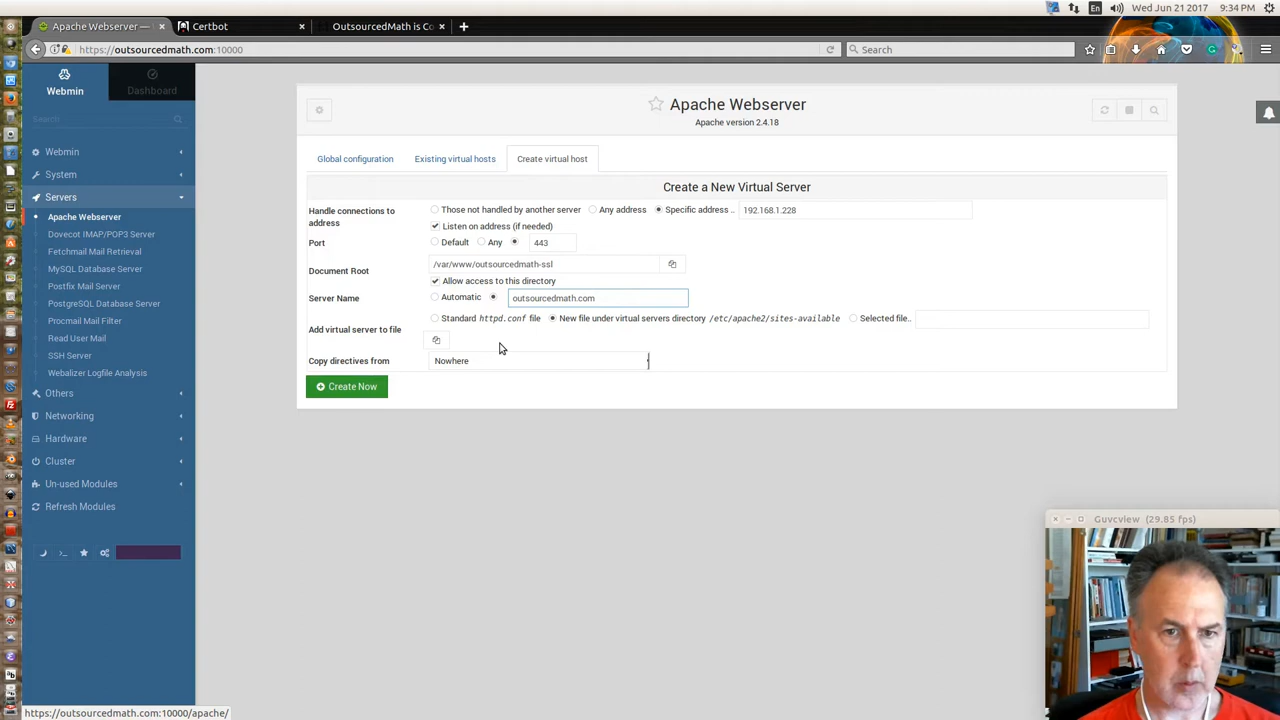 En
Wed Jun 21 2017 9:34 PM
Apache Webserver —
Certbot
OutsourcedMath is C
https://outsourcedmath.com:10000
Search
Webmin
Dashboard
Search
Webmin
System
Servers
Apache Webserver
Dovecot IMAP/POP3 Server
Fetchmail Mail Retrieval
MySQL Database Server
Postfix Mail Server
PostgreSQL Database Server
Procmail Mail Filter
Read User Mail
SSH Server
Webalizer Logfile Analysis
Others
Networking
Hardware
Cluster
Un-used Modules
Refresh Modules
Apache Webserver
Apache version 2.4.18
Global configuration
Existing virtual hosts
Create virtual host
Create a New Virtual Server
Handle connections to address
Those not handled by another server
Any address
Specific address ..
192.168.1.228
Listen on address (if needed)
Port
Default
Any
443
Document Root
/var/www/outsourcedmath-ssl
Allow access to this directory
Server Name
Automatic
outsourcedmath.com
Add virtual server to file
Standard httpd.conf file
New file under virtual servers directory /etc/apache2/sites-available
Selected file..
Copy directives from
Nowhere
Create Now
Guvcview (29.85 fps)
https://outsourcedmath.com:10000/apache/